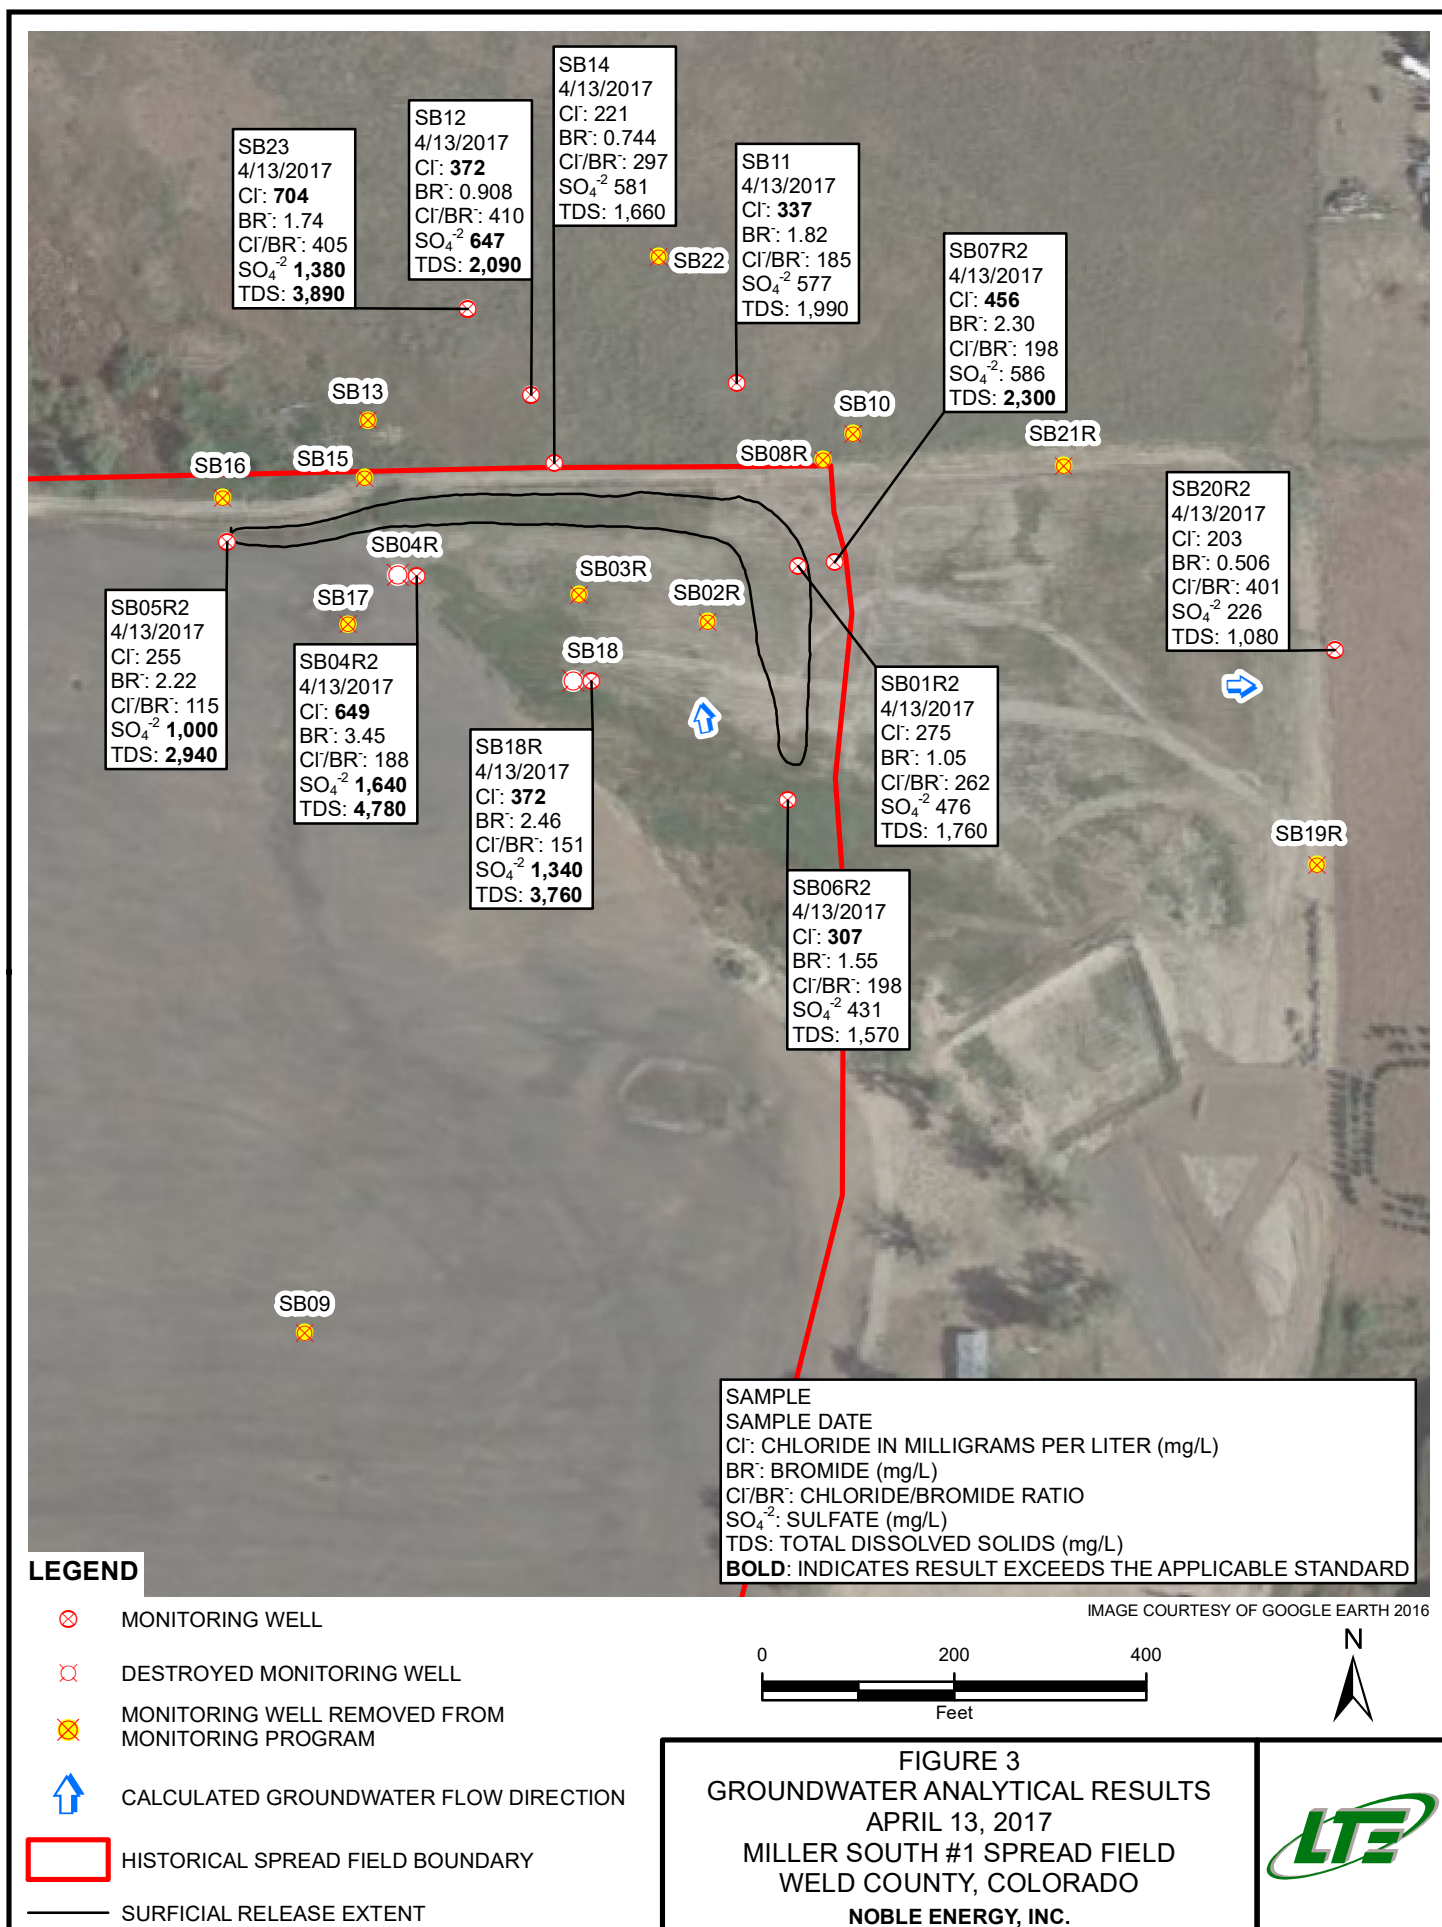 SB14
4/13/2017
Cl⁻: 221
BR⁻: 0.744
Cl⁻/BR⁻: 297
SO₄⁻² 581
TDS: 1,660
SB12
4/13/2017
Cl⁻: 372
BR⁻: 0.908
Cl⁻/BR⁻: 410
SO₄⁻² 647
TDS: 2,090
SB23
4/13/2017
Cl⁻: 704
BR⁻: 1.74
Cl⁻/BR⁻: 405
SO₄⁻² 1,380
TDS: 3,890
SB11
4/13/2017
Cl⁻: 337
BR⁻: 1.82
Cl⁻/BR⁻: 185
SO₄⁻² 577
TDS: 1,990
SB22
SB07R2
4/13/2017
Cl⁻: 456
BR⁻: 2.30
Cl⁻/BR⁻: 198
SO₄⁻²: 586
TDS: 2,300
SB13
SB10
SB21R
SB08R
SB15
SB16
SB20R2
4/13/2017
Cl⁻: 203
BR⁻: 0.506
Cl⁻/BR⁻: 401
SO₄⁻² 226
TDS: 1,080
SB04R
SB03R
SB02R
SB17
SB18
SB05R2
4/13/2017
Cl⁻: 255
BR⁻: 2.22
Cl⁻/BR⁻: 115
SO₄⁻² 1,000
TDS: 2,940
SB04R2
4/13/2017
Cl⁻: 649
BR⁻: 3.45
Cl⁻/BR⁻: 188
SO₄⁻² 1,640
TDS: 4,780
SB18R
4/13/2017
Cl⁻: 372
BR⁻: 2.46
Cl⁻/BR⁻: 151
SO₄⁻² 1,340
TDS: 3,760
SB01R2
4/13/2017
Cl⁻: 275
BR⁻: 1.05
Cl⁻/BR⁻: 262
SO₄⁻² 476
TDS: 1,760
SB19R
SB06R2
4/13/2017
Cl⁻: 307
BR⁻: 1.55
Cl⁻/BR⁻: 198
SO₄⁻² 431
TDS: 1,570
SB09
SAMPLE
SAMPLE DATE
Cl⁻: CHLORIDE IN MILLIGRAMS PER LITER (mg/L)
BR⁻: BROMIDE (mg/L)
Cl⁻/BR⁻: CHLORIDE/BROMIDE RATIO
SO₄⁻²: SULFATE (mg/L)
TDS: TOTAL DISSOLVED SOLIDS (mg/L)
BOLD: INDICATES RESULT EXCEEDS THE APPLICABLE STANDARD
IMAGE COURTESY OF GOOGLE EARTH 2016
LEGEND
MONITORING WELL
DESTROYED MONITORING WELL
MONITORING WELL REMOVED FROM
MONITORING PROGRAM
CALCULATED GROUNDWATER FLOW DIRECTION
HISTORICAL SPREAD FIELD BOUNDARY
SURFICIAL RELEASE EXTENT
0 200 400
Feet
N
FIGURE 3
GROUNDWATER ANALYTICAL RESULTS
APRIL 13, 2017
MILLER SOUTH #1 SPREAD FIELD
WELD COUNTY, COLORADO
NOBLE ENERGY, INC.
LTE